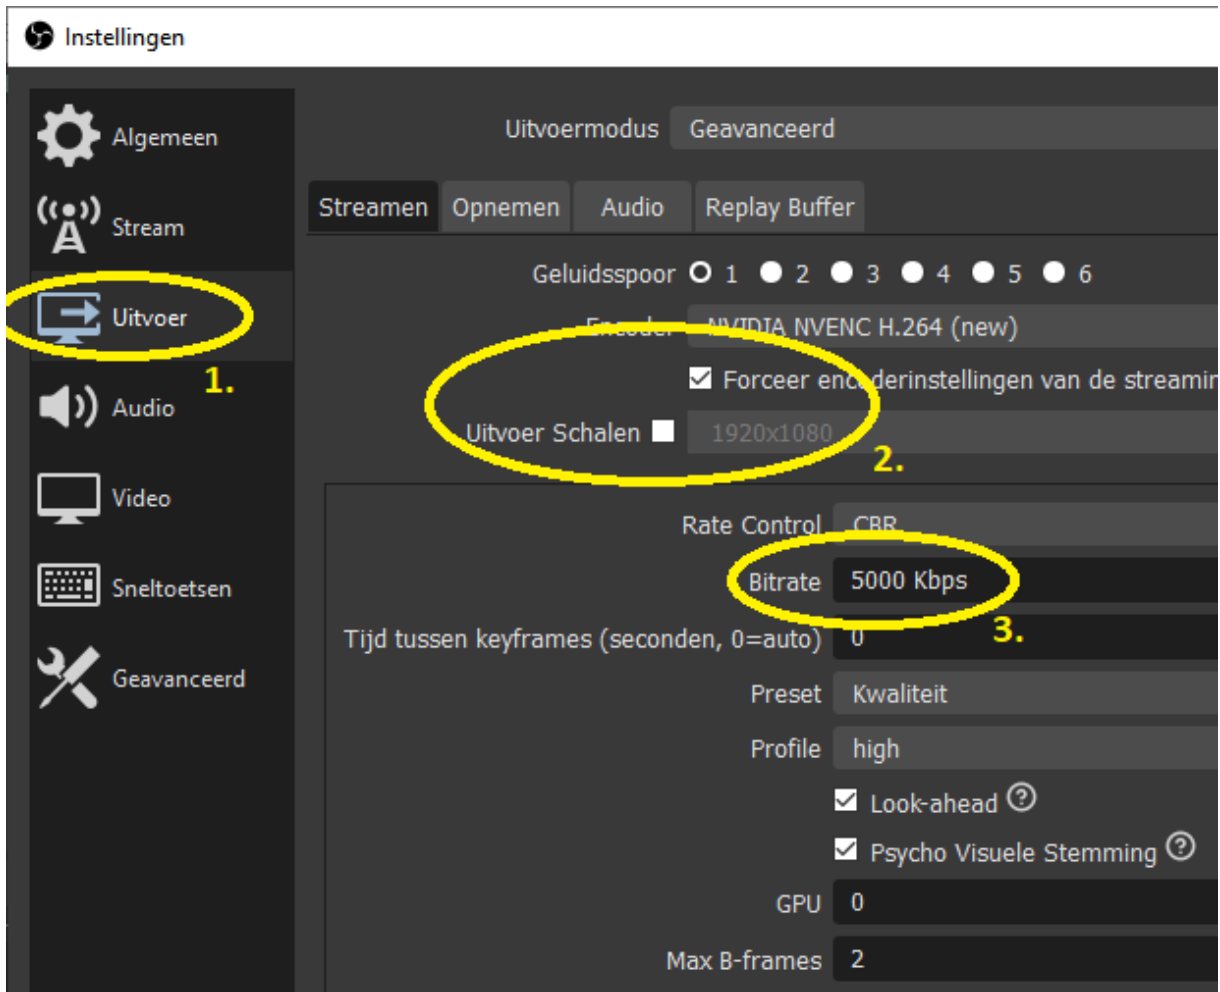 Instellingen
Algemeen
Stream
Uitvoer
1.
Audio
Video
Sneltoetsen
Geavanceerd
Uitvoermodus Geavanceerd
Streamen Opnemen Audio Replay Buffer
Geluidsspoor 1 2 3 4 5 6
Encoder NVIDIA NVENC H.264 (new)
Forceer encoderinstellingen van de streamin
Uitvoer Schalen 1920x1080
2.
Rate Control CBR
Bitrate 5000 Kbps
3.
Tijd tussen keyframes (seconden, 0=auto) 0
Preset Kwaliteit
Profile high
Look-ahead ?
Psycho Visuele Stemming ?
GPU 0
Max B-frames 2